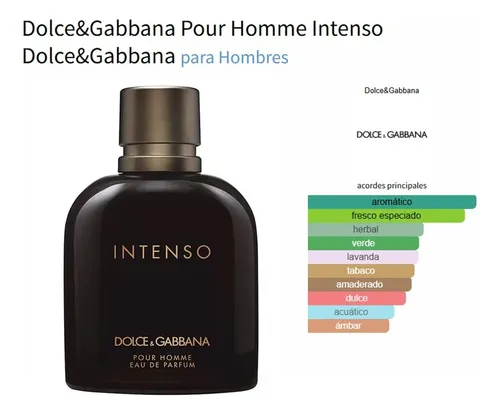 Dolce&Gabbana Pour Homme Intenso
Dolce&Gabbana para Hombres
INTENSO
DOLCE & GABBANA
POUR HOMME
EAU DE PARFUM
Dolce&Gabbana
DOLCE & GABBANA
acordes principales
aromático
fresco especiado
herbal
verde
lavanda
tabaco
amaderado
dulce
acuático
ámbar